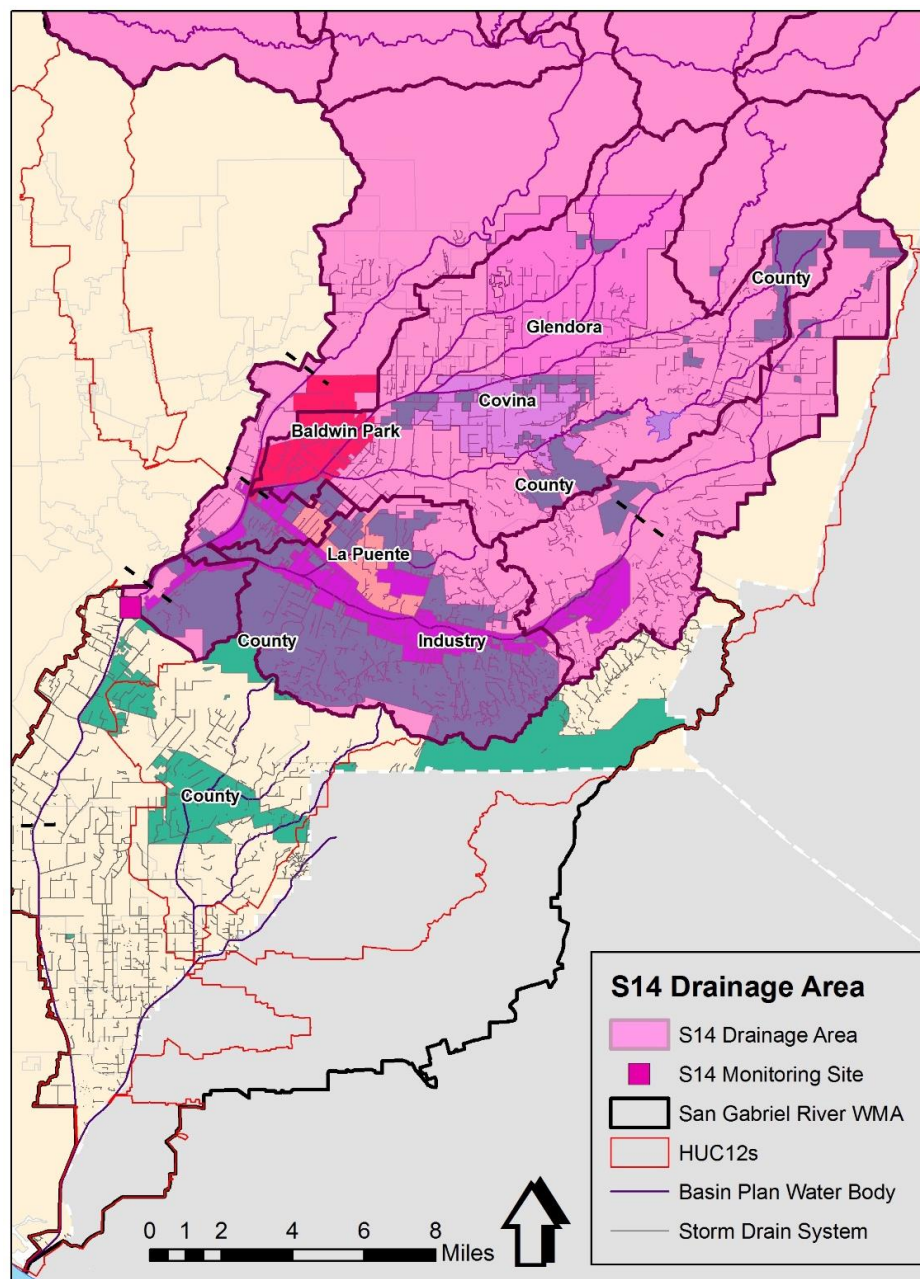 County
Glendora
Covina
Baldwin Park
County
La Puente
County
Industry
County
S14 Drainage Area
S14 Drainage Area
S14 Monitoring Site
San Gabriel River WMA
HUC12s
Basin Plan Water Body
Storm Drain System
0 1 2 4 6 8
Miles